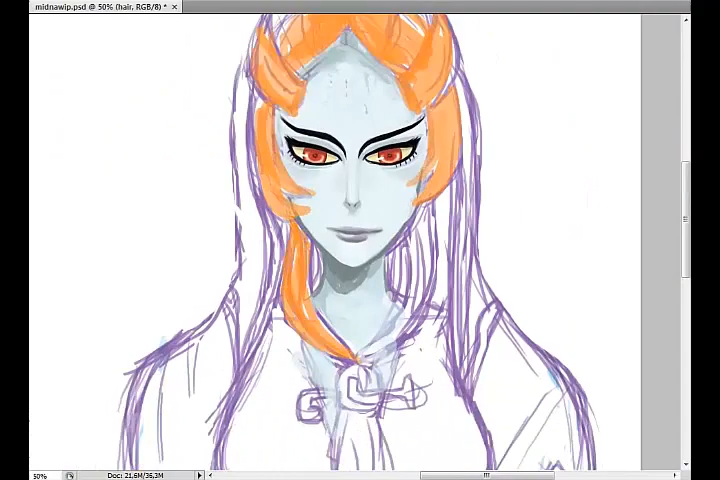 midnawip.psd @ 50% (hair, RGB/8) *
50%
Doc: 21,6M/36,3M